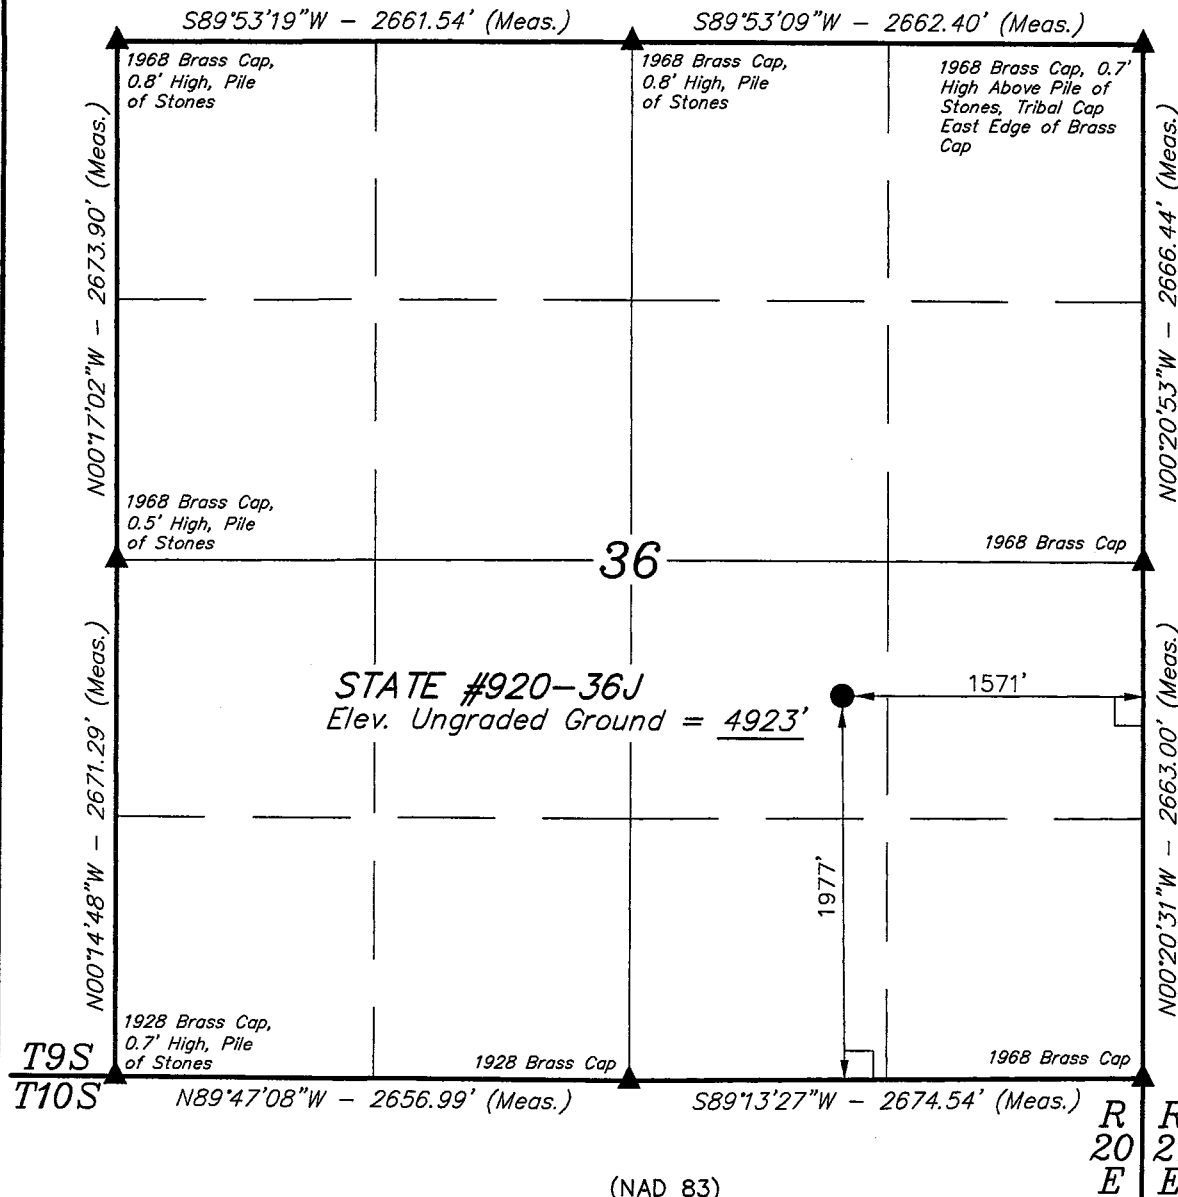 S89°53'19"W - 2661.54' (Meas.)
S89°53'09"W - 2662.40' (Meas.)
1968 Brass Cap,
0.8' High, Pile
of Stones
1968 Brass Cap,
0.8' High, Pile
of Stones
1968 Brass Cap, 0.7'
High Above Pile of
Stones, Tribal Cap
East Edge of Brass
Cap
N00°17'02"W - 2673.90' (Meas.)
N00°20'53"W - 2666.44' (Meas.)
1968 Brass Cap,
0.5' High, Pile
of Stones
1968 Brass Cap
36
STATE #920-36J
Elev. Ungraded Ground = 4923'
1571'
1977'
N00°14'48"W - 2671.29' (Meas.)
N00°20'31"W - 2663.00' (Meas.)
1928 Brass Cap,
0.7' High, Pile
of Stones
1928 Brass Cap
1968 Brass Cap
T9S
T10S
N89°47'08"W - 2656.99' (Meas.)
S89°13'27"W - 2674.54' (Meas.)
R
20
E
R
E
(NAD 83)